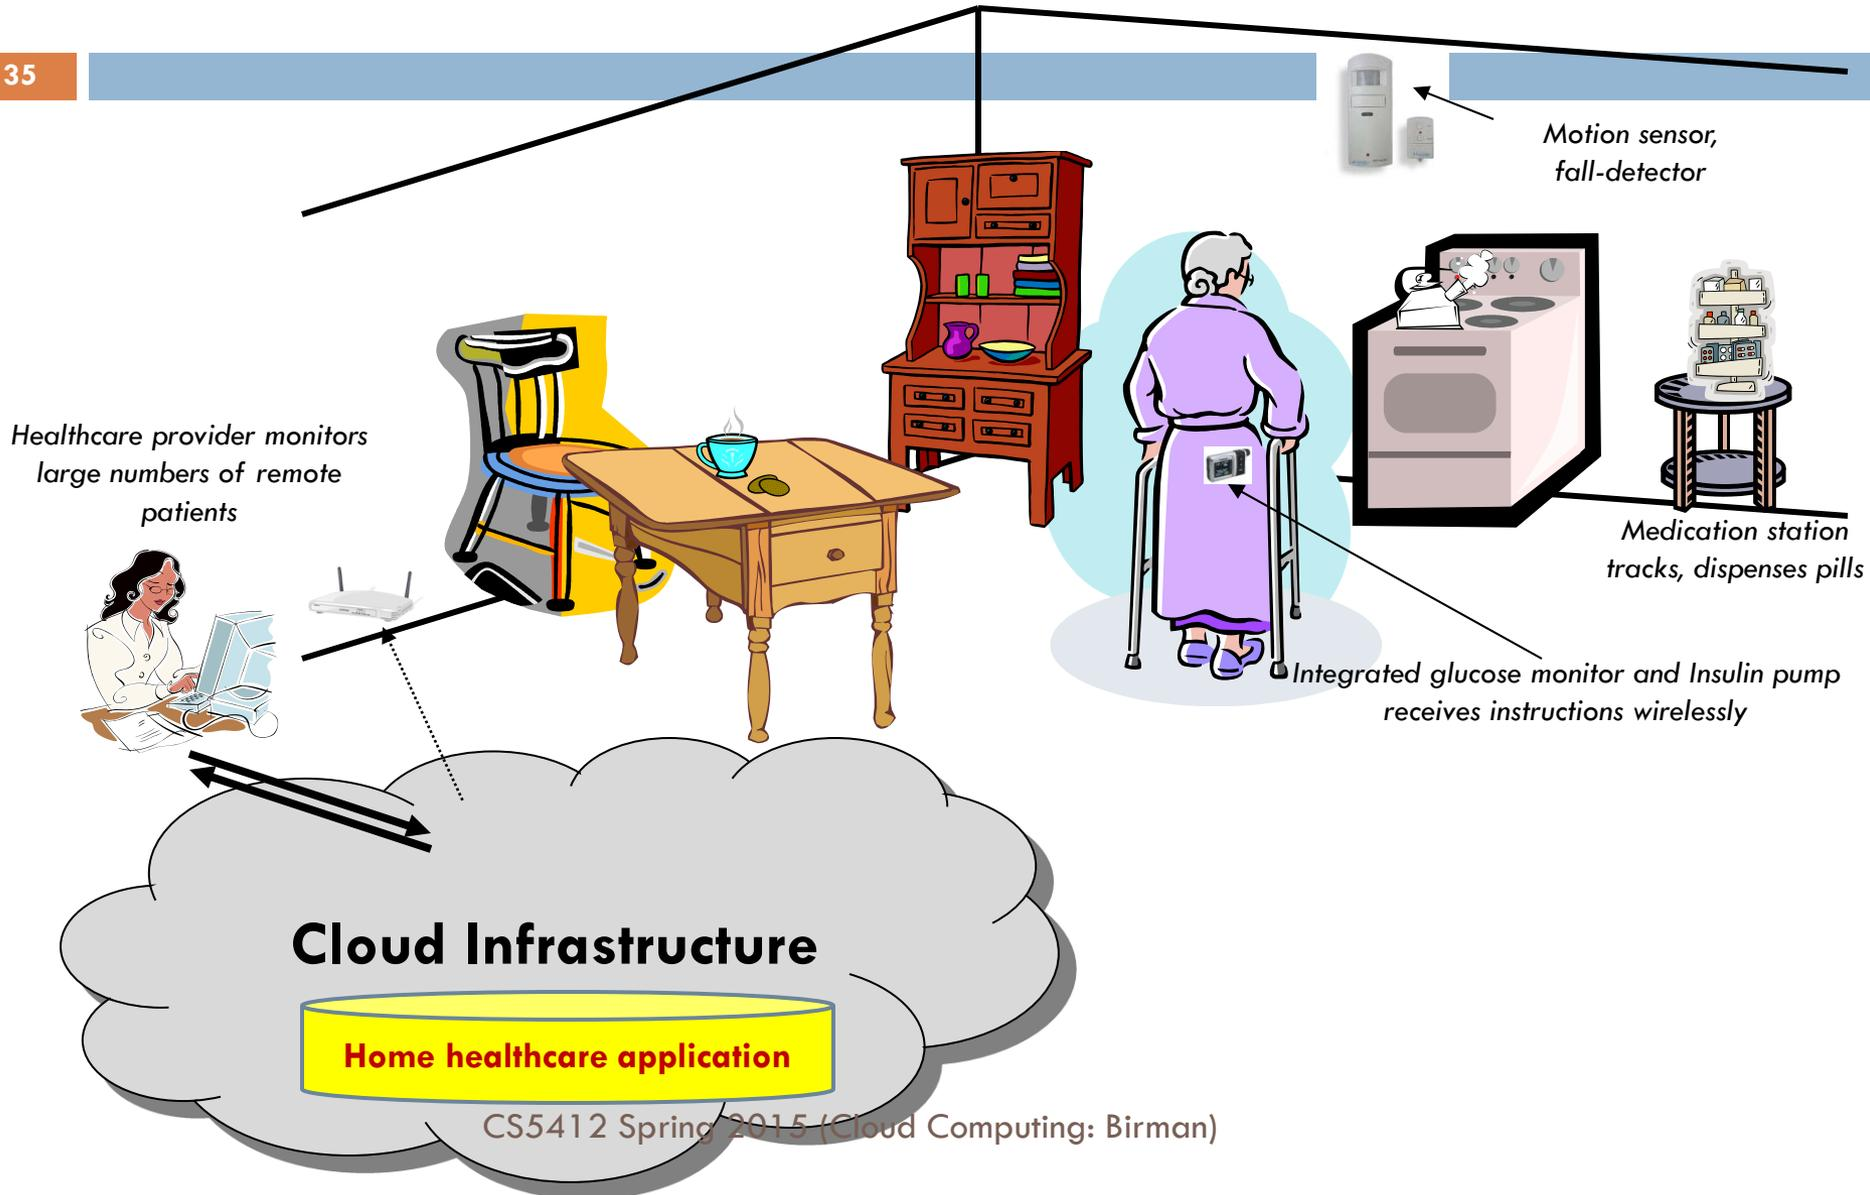 35
Motion sensor,
fall-detector
Healthcare provider monitors
large numbers of remote
patients
Medication station
tracks, dispenses pills
Integrated glucose monitor and Insulin pump
receives instructions wirelessly
Cloud Infrastructure
Home healthcare application
CS5412 Spring 2015 (Cloud Computing: Birman)